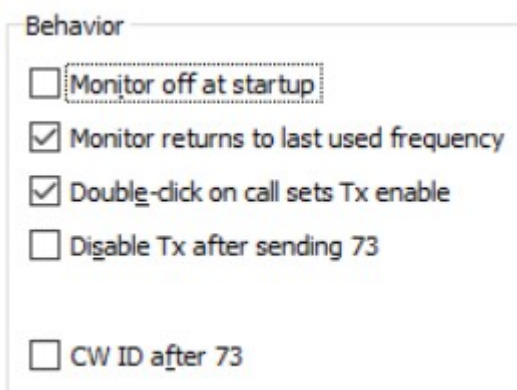 Behavior
Monitor off at startup
Monitor returns to last used frequency
Double-click on call sets Tx enable
Disable Tx after sending 73
CW ID after 73